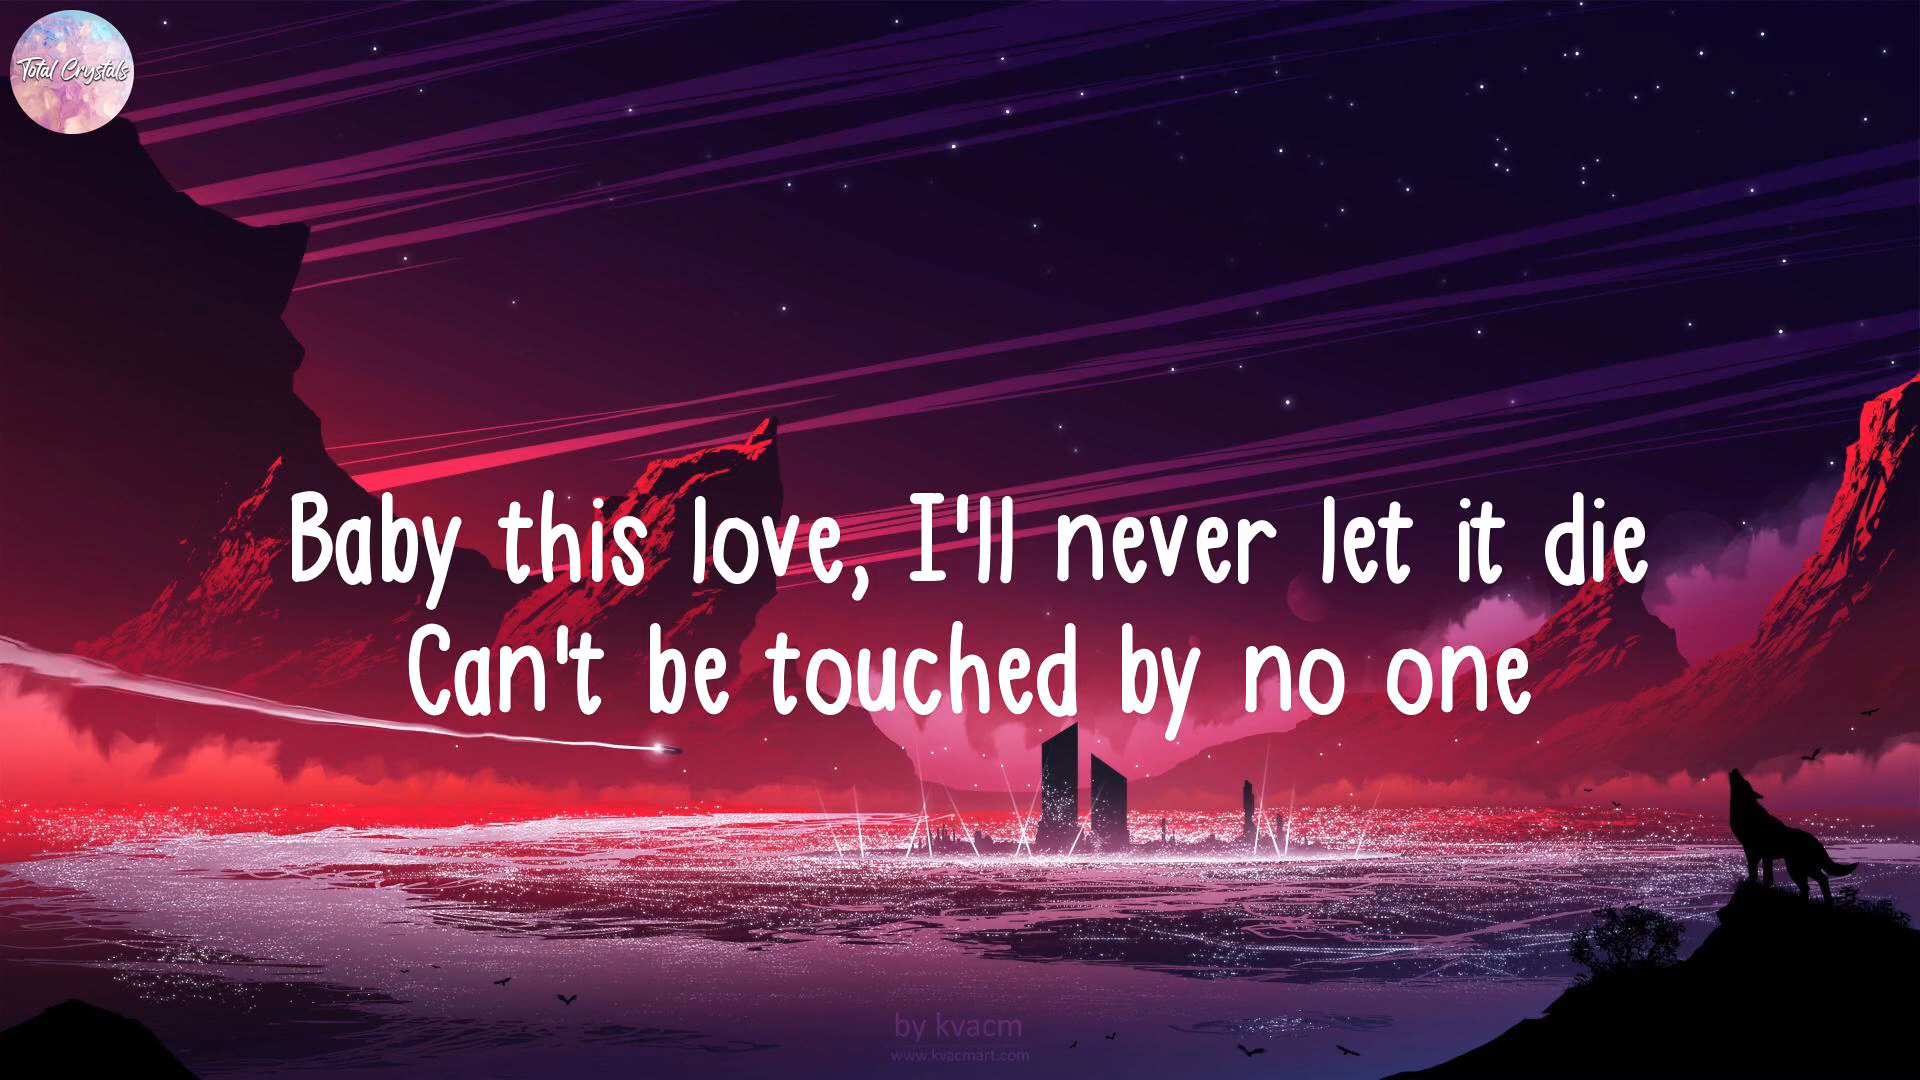 Total Crystals
Baby this love, I'll never let it die
Can't be touched by no one
by kvacm
www.kvacmart.com